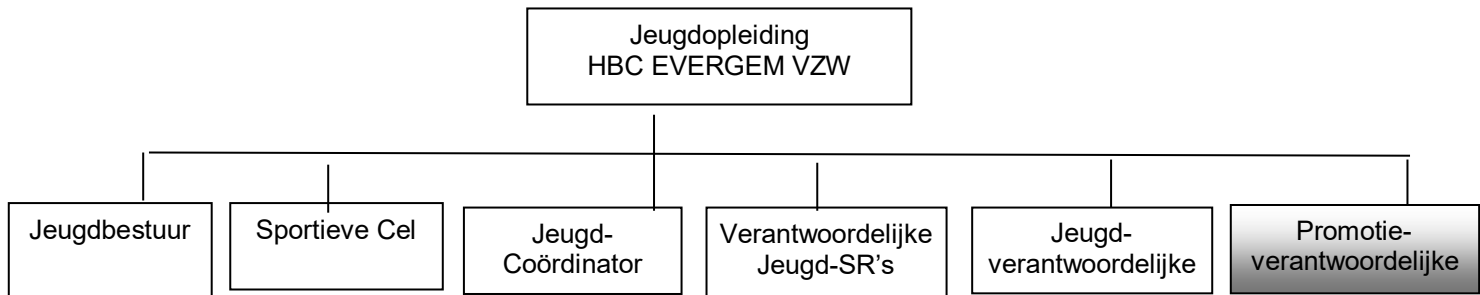 Jeugdopleiding
HBC EVERGEM VZW
Jeugdbestuur
Sportieve Cel
Jeugd-
Coördinator
Verantwoordelijke
Jeugd-SR’s
Jeugd-
verantwoordelijke
Promotie-
verantwoordelijke